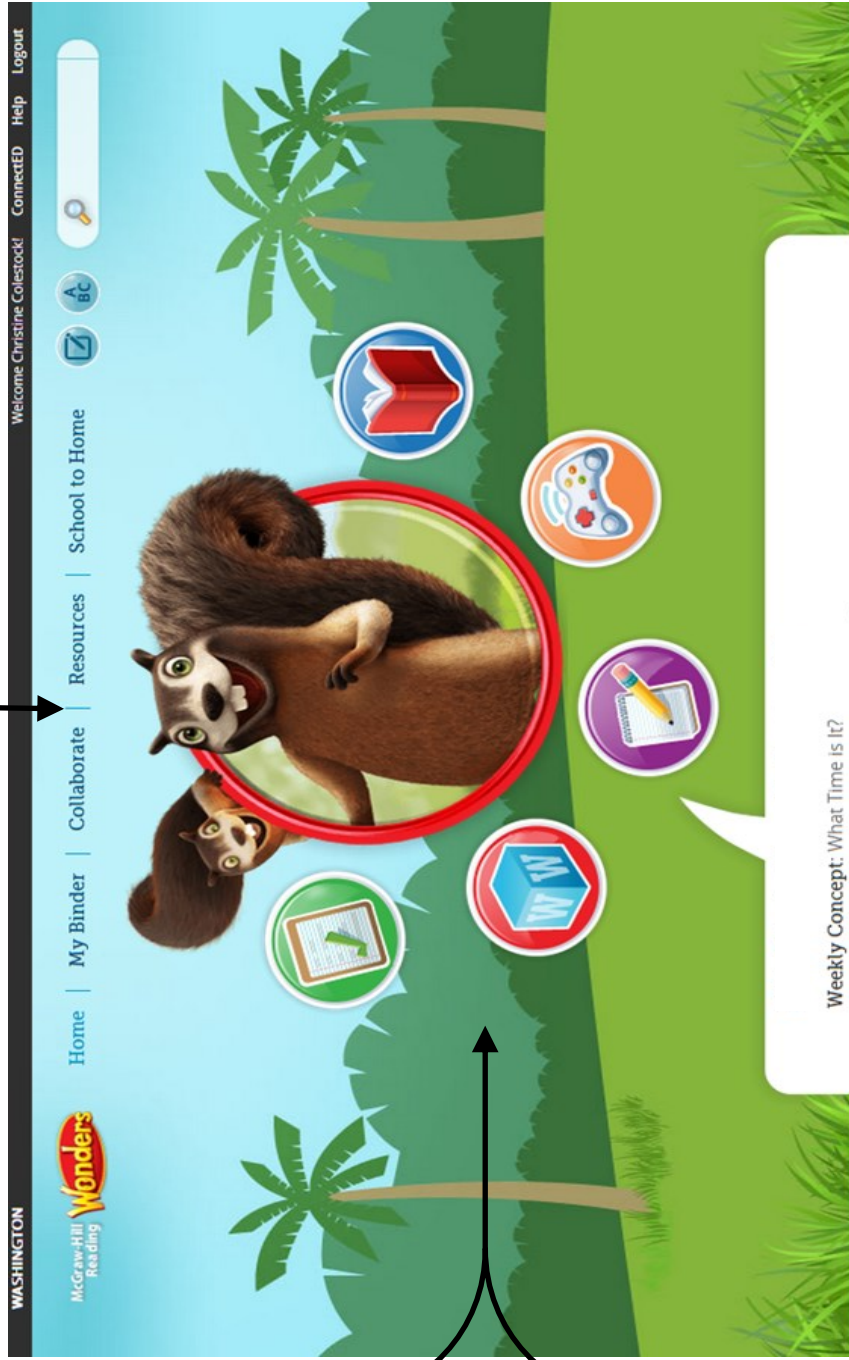 WASHINGTON
Welcome Christine Colestock! ConnectED Help Logout
McGraw-Hill
Reading
Wonders
Home | My Binder | Collaborate | Resources | School to Home
A
BC
W W
Weekly Concept: What Time is It?